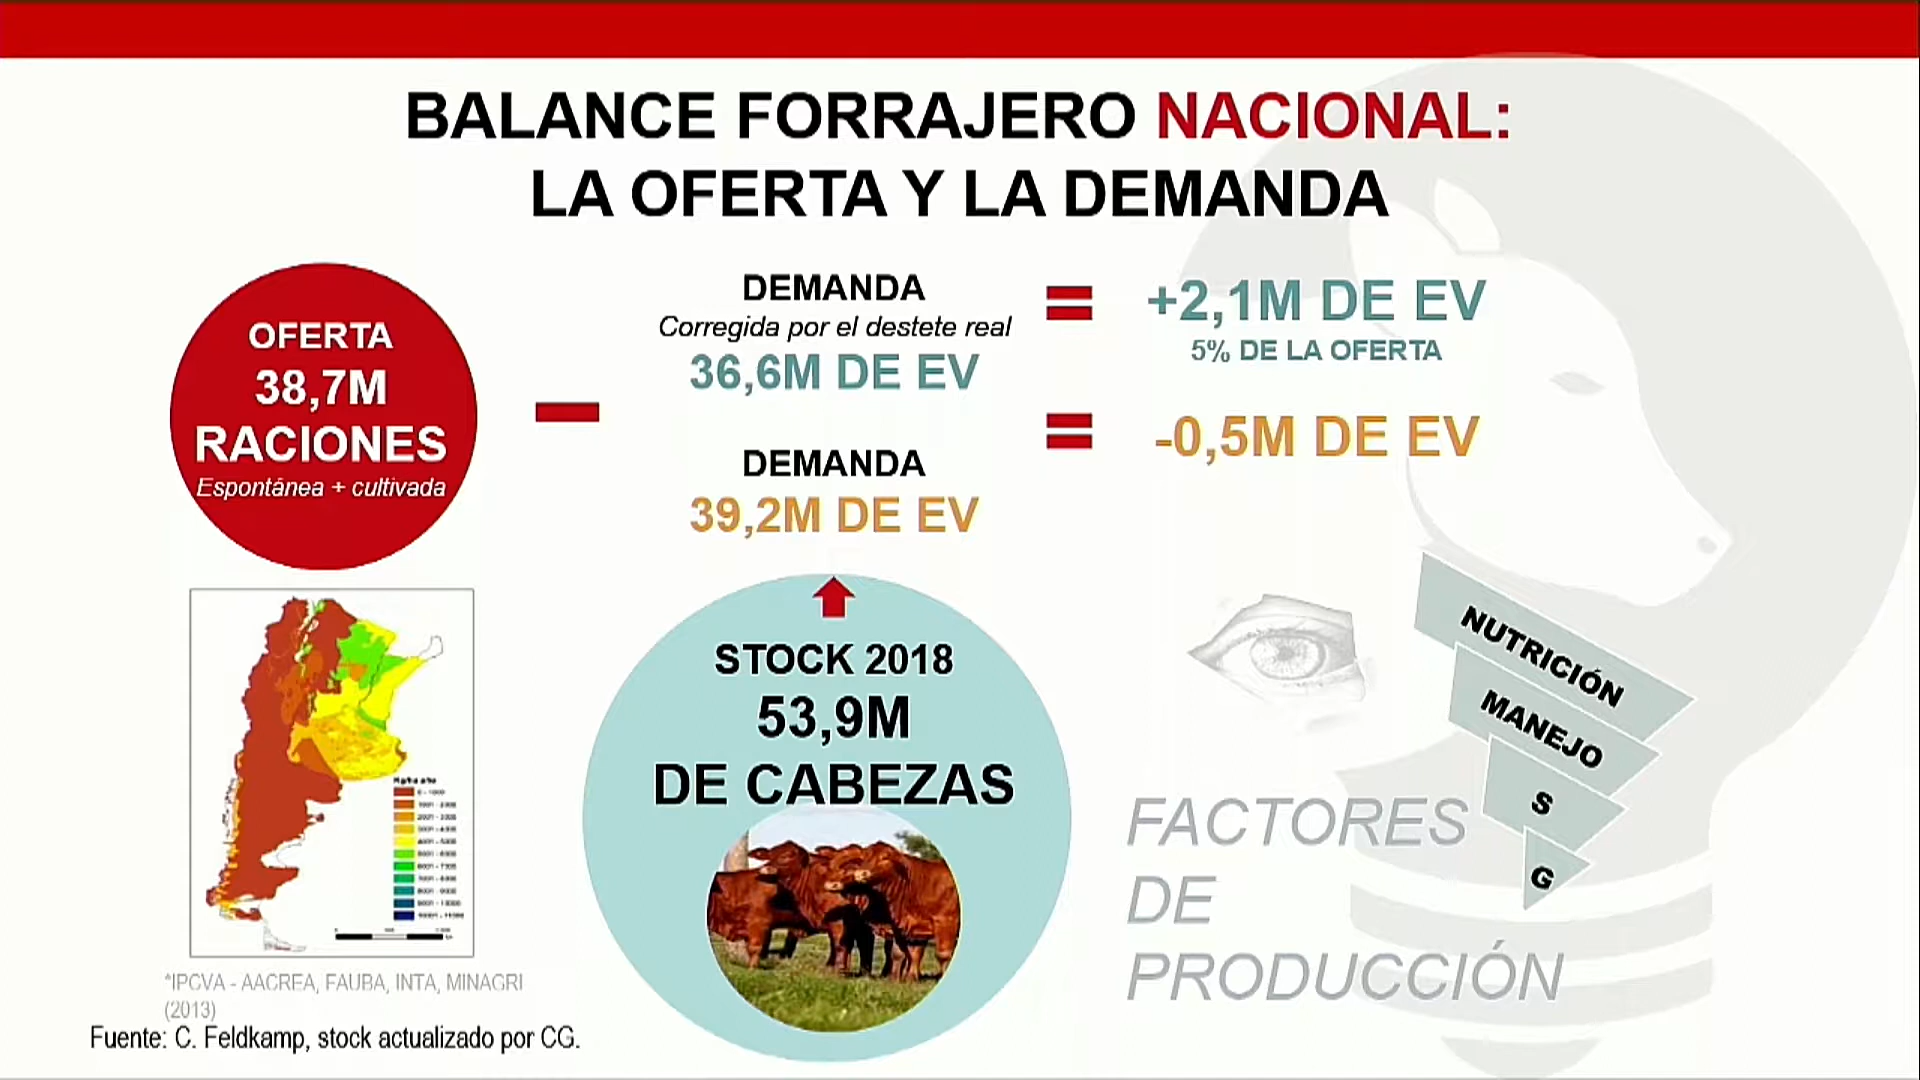 BALANCE FORRAJERO NACIONAL:
LA OFERTA Y LA DEMANDA
OFERTA
38,7M
RACIONES
Espontánea + cultivada
DEMANDA
Corregida por el destete real
36,6M DE EV
DEMANDA
39,2M DE EV
+2,1M DE EV
5% DE LA OFERTA
-0,5M DE EV
STOCK 2018
53,9M
DE CABEZAS
NUTRICIÓN
MANEJO
S
G
FACTORES
DE
PRODUCCIÓN
*IPCVA - AACREA, FAUBA, INTA, MINAGRI
(2013)
Fuente: C. Feldkamp, stock actualizado por CG.